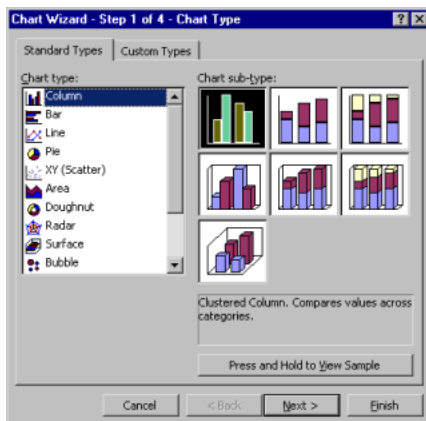 Chart Wizard - Step 1 of 4 - Chart Type
Standard Types Custom Types
Chart type:
Column
Bar
Line
Pie
XY (Scatter)
Area
Doughnut
Radar
Surface
Bubble
Chart sub-type:
Clustered Column. Compares values across
categories.
Press and Hold to View Sample
Cancel < Back Next > Finish